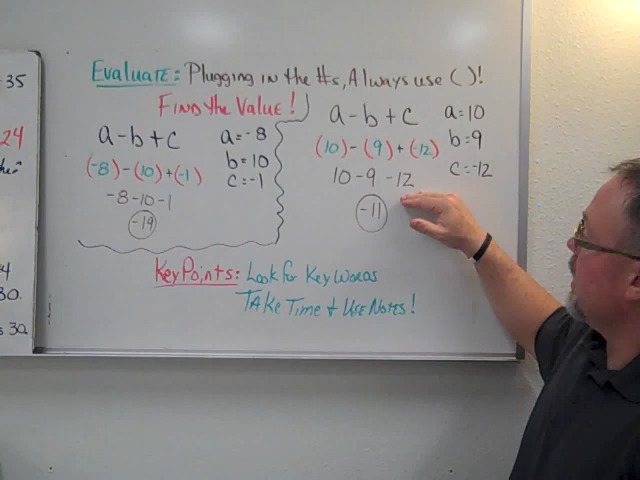 Evaluate: Plugging in the #s, Always use ( )!
Find the Value!
a - b + c
a = -8
(-8) - (10) + (-1)
b = 10
c = -1
-8 - 10 - 1
-19
a - b + c
a = 10
(10) - (9) + (-12)
b = 9
10 - 9 - 12
c = -12
-11
Key Points: Look for Key Words
Take Time + Use Notes!
-35
24
30.
30